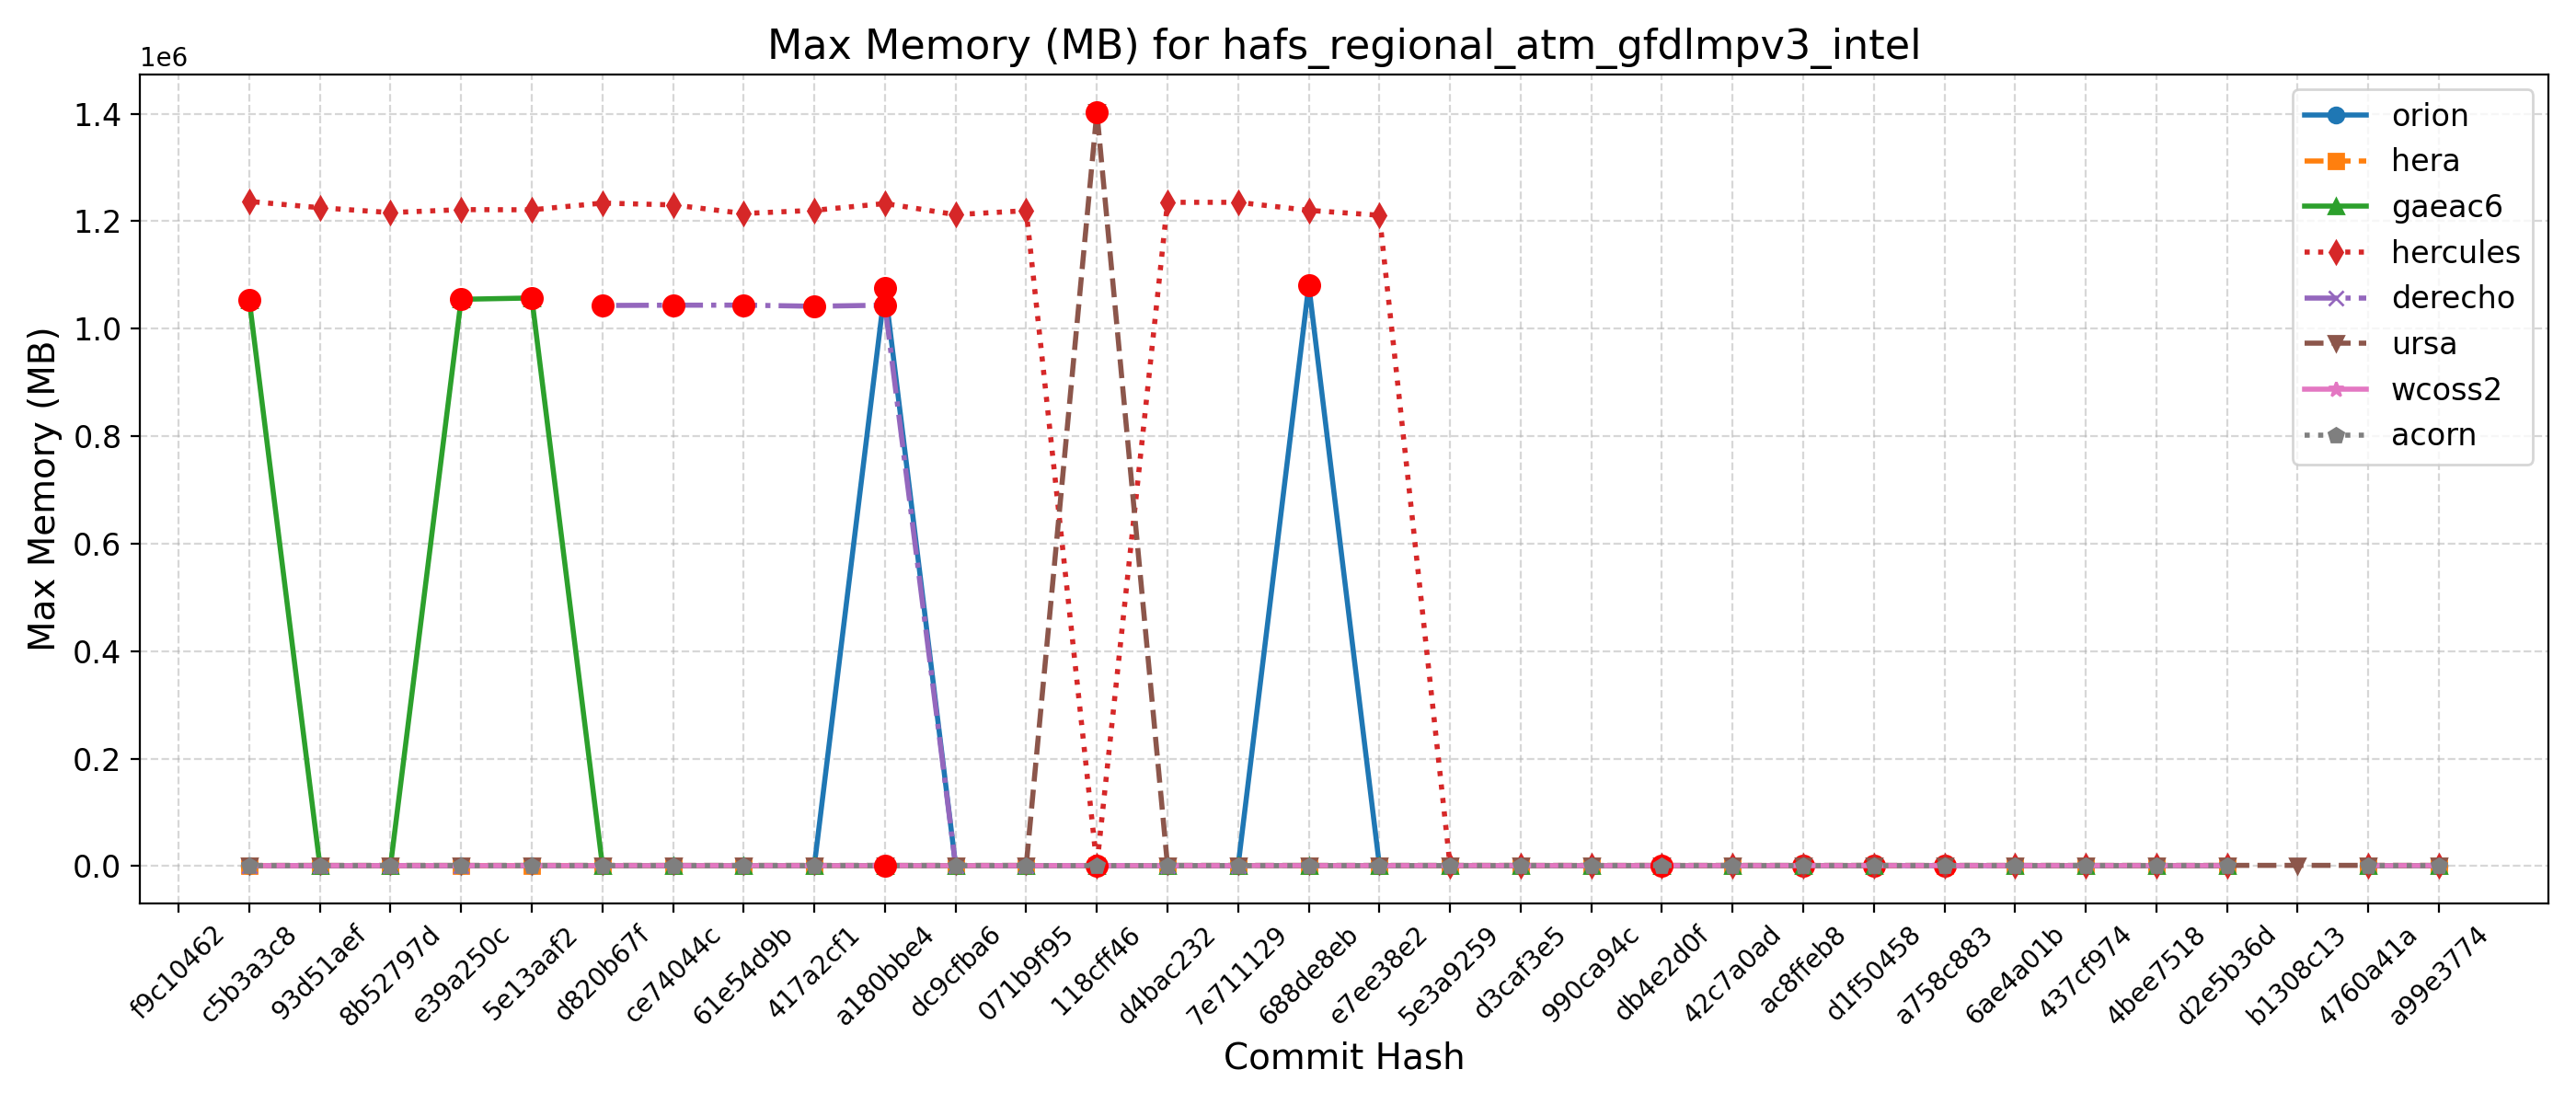 Max Memory (MB) for hafs_regional_atm_gfdlmpv3_intel
1e6
1.4
1.2
1.0
0.8
0.6
0.4
0.2
0.0
Max Memory (MB)
orion
hera
gaeac6
hercules
derecho
ursa
wcoss2
acorn
f9c10462
c5b3a3c8
93d51aef
8b52797d
e39a250c
5e13aaf2
d820b67f
ce74044c
61e54d9b
417a2cf1
a180bbe4
dc9cfba6
071b9f95
118cff46
d4bac232
7e711129
688de8eb
e7ee38e2
5e3a9259
d3caf3e5
990ca94c
db4e2d0f
42c7a0ad
ac8ffeb8
d1f50458
a758c883
6ae4a01b
437cf974
4bee7518
d2e5b36d
b1308c13
4760a41a
a99e3774
Commit Hash